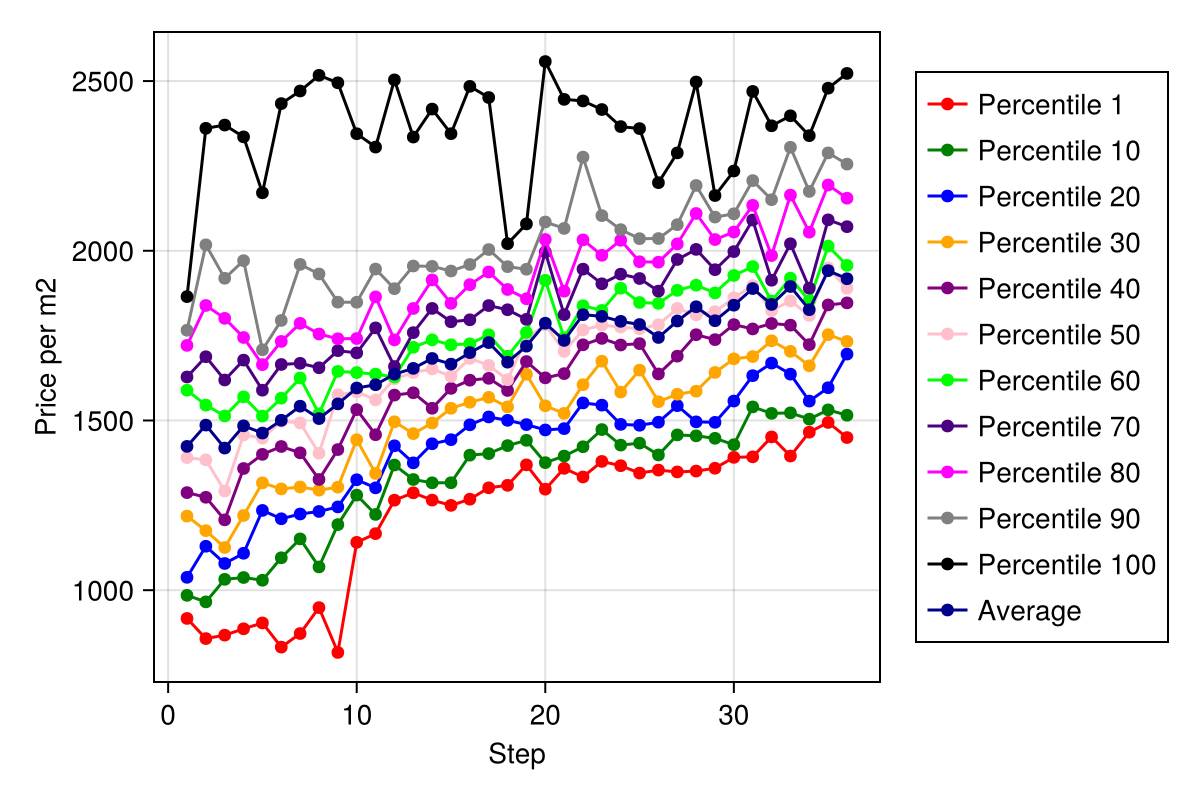 2500
2000
1500
1000
Price per m2
0 10 20 30
Step
Percentile 1
Percentile 10
Percentile 20
Percentile 30
Percentile 40
Percentile 50
Percentile 60
Percentile 70
Percentile 80
Percentile 90
Percentile 100
Average